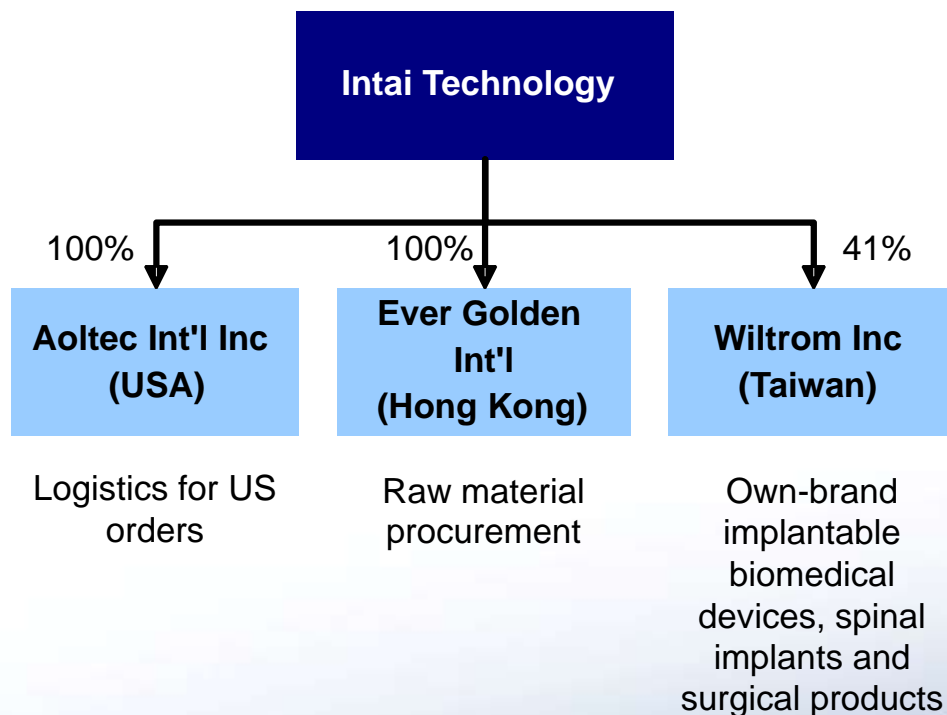 Intai Technology
100%
100%
41%
Aoltec Int'l Inc
(USA)
Ever Golden
Int'l
(Hong Kong)
Wiltrom Inc
(Taiwan)
Logistics for US
orders
Raw material
procurement
Own-brand
implantable
biomedical
devices, spinal
implants and
surgical products